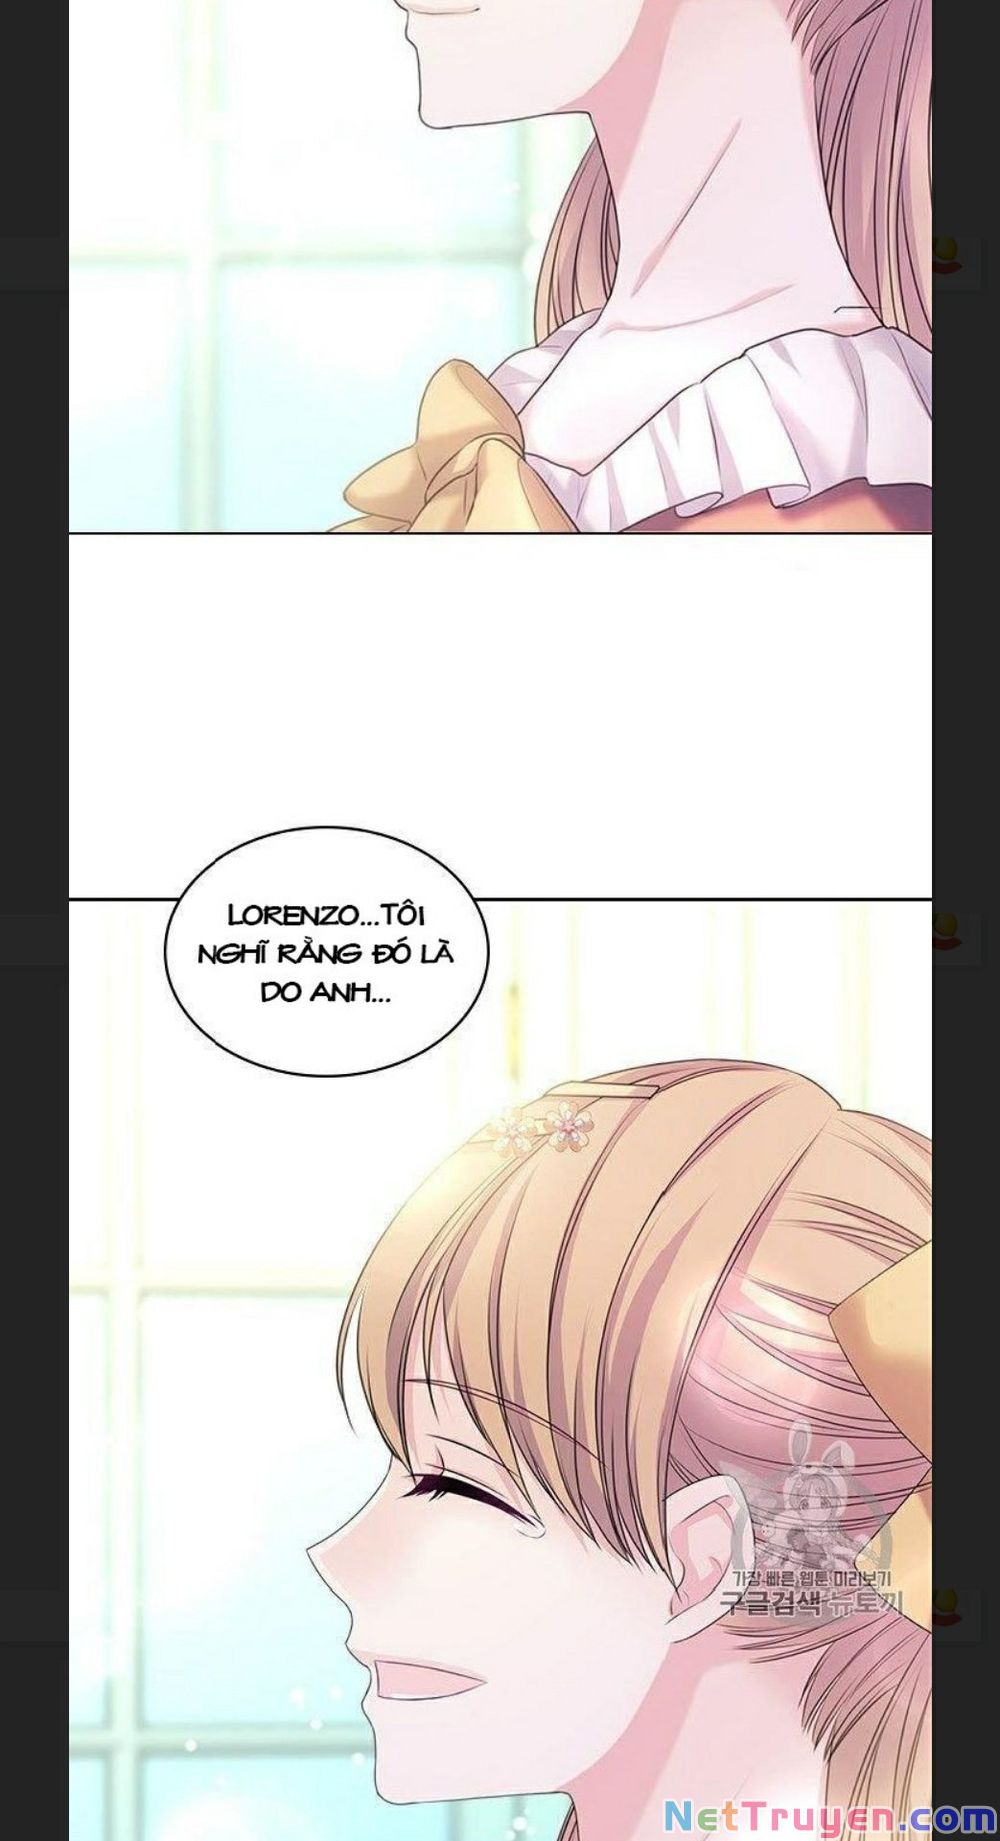 LORENZO...TÔI
NGHĨ RẰNG ĐÓ LÀ
DO ANH...
가장 빠른 웹툰 미리보기
구글검색 뉴토끼
NetTruyen.com